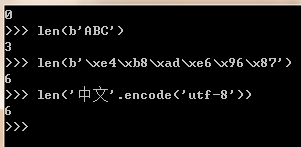 0
>>> len(b'ABC')
3
>>> len(b'\xe4\xb8\xad\xe6\x96\x87')
6
>>> len('中文'.encode('utf-8'))
6
>>>